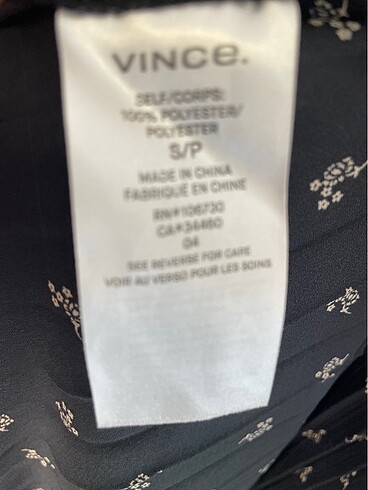 VINCE.
SELF/CORPS:
100% POLYESTER/
POLYESTER
S/P
MADE IN CHINA
FABRIQUÉ EN CHINE
RN#106730
CA#34460
04
SEE REVERSE FOR CARE
VOIR AU VERSO POUR LES SOINS